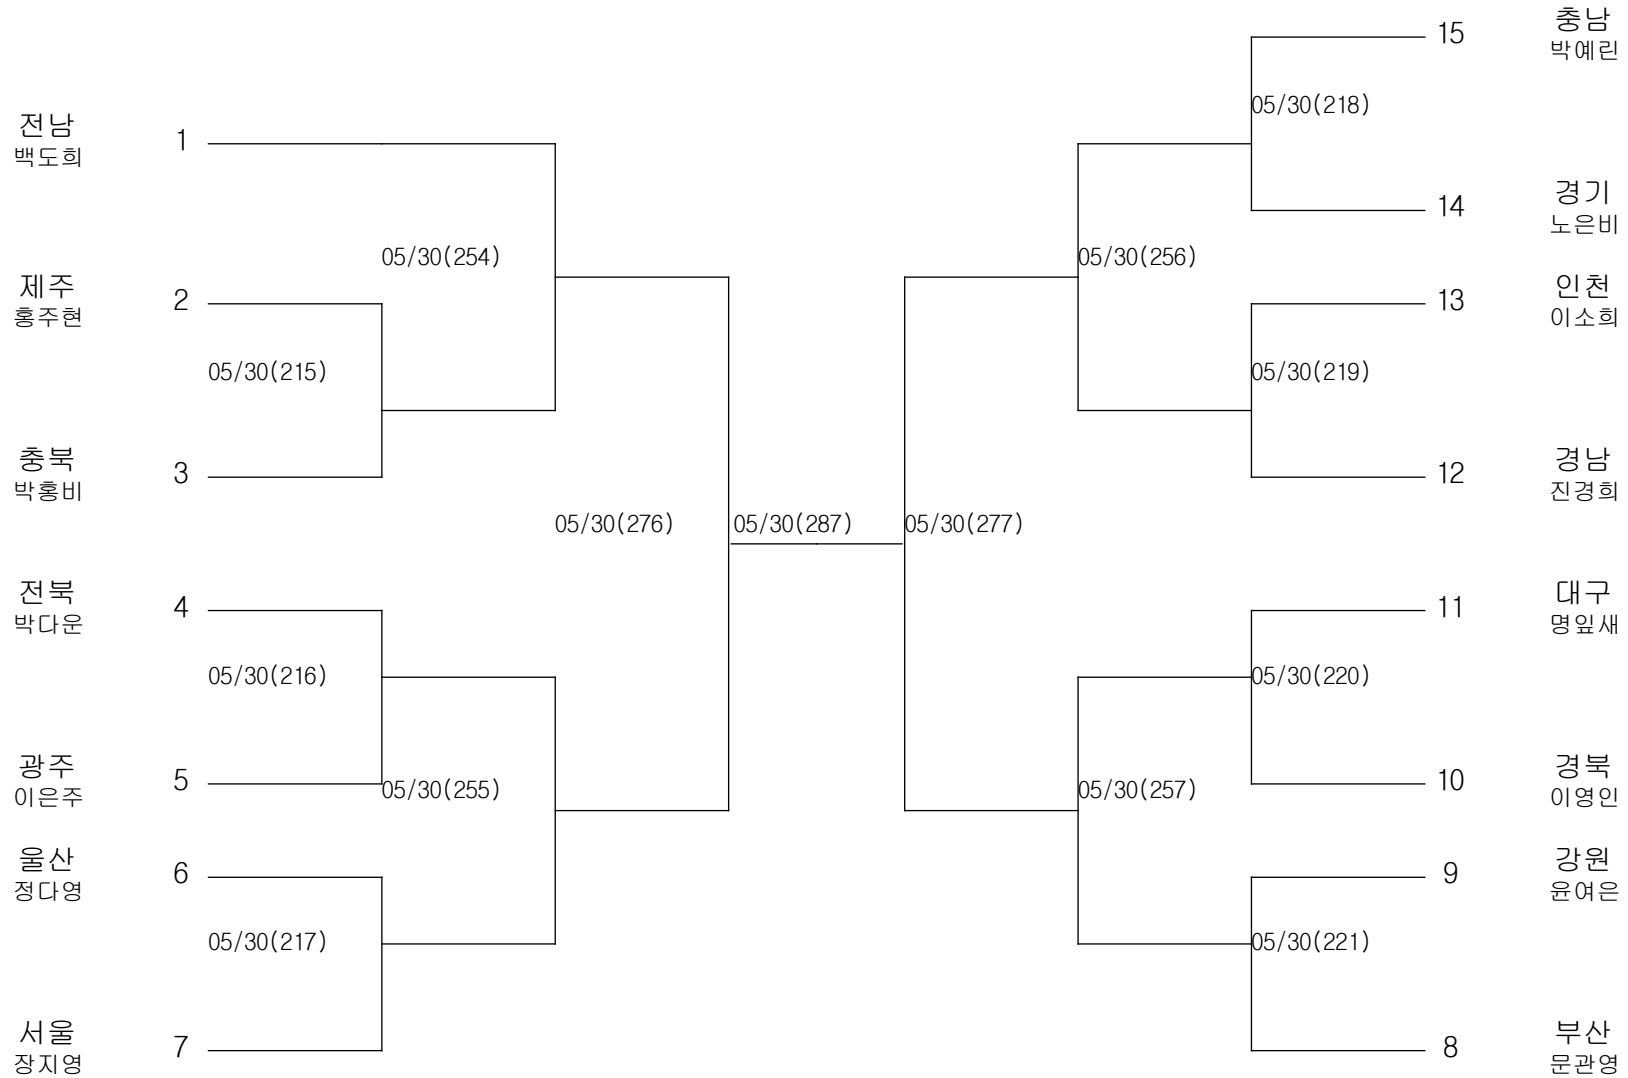 전남
백도희
1
제주
홍주현
2
충북
박홍비
3
전북
박다운
4
광주
이은주
5
울산
정다영
6
서울
장지영
7
05/30(215)
05/30(216)
05/30(217)
05/30(254)
05/30(255)
05/30(276)
05/30(287)
05/30(277)
05/30(256)
05/30(257)
05/30(218)
05/30(219)
05/30(220)
05/30(221)
15
충남
박예린
14
경기
노은비
13
인천
이소희
12
경남
진경희
11
대구
명잎새
10
경북
이영인
9
강원
윤여은
8
부산
문관영